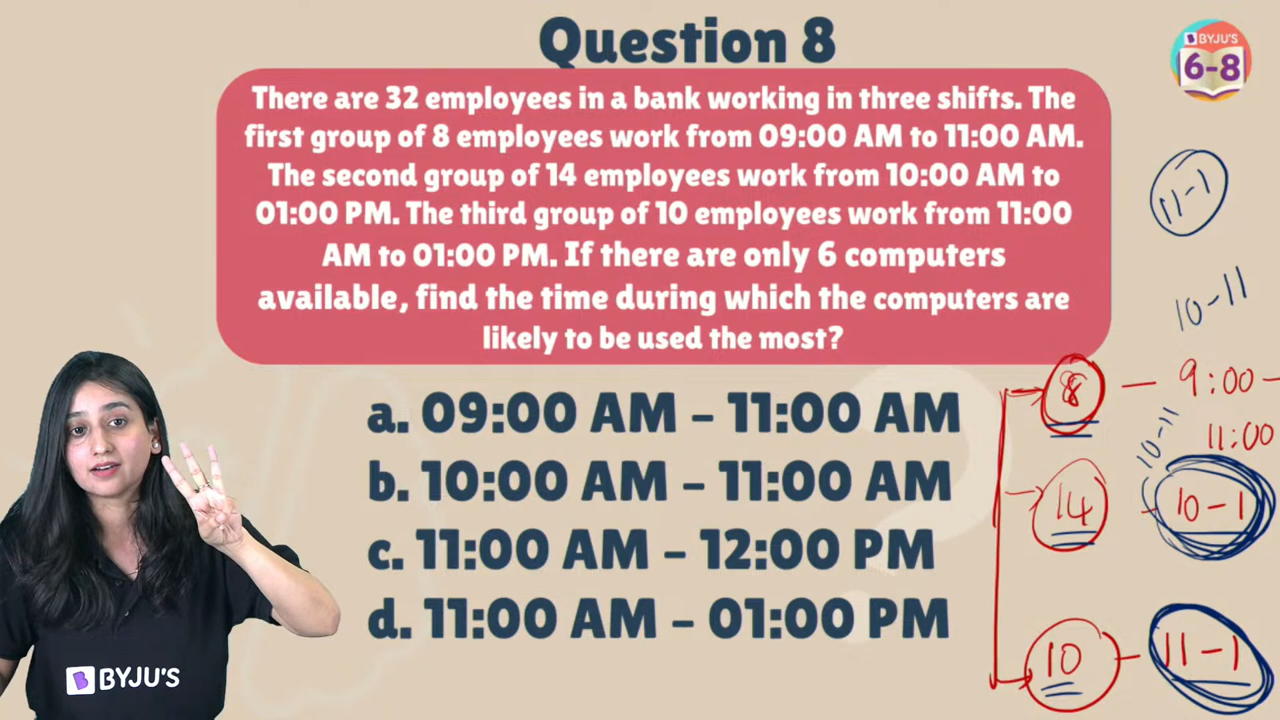 Question 8
BYJU'S
6-8
There are 32 employees in a bank working in three shifts. The
first group of 8 employees work from 09:00 AM to 11:00 AM.
The second group of 14 employees work from 10:00 AM to
01:00 PM. The third group of 10 employees work from 11:00
AM to 01:00 PM. If there are only 6 computers
available, find the time during which the computers are
likely to be used the most?
a. 09:00 AM – 11:00 AM
b. 10:00 AM – 11:00 AM
c. 11:00 AM – 12:00 PM
d. 11:00 AM – 01:00 PM
11-1
10-11
8 — 9:00-
11:00
10-11
14 10-1
10 - 11-1
BYJU'S